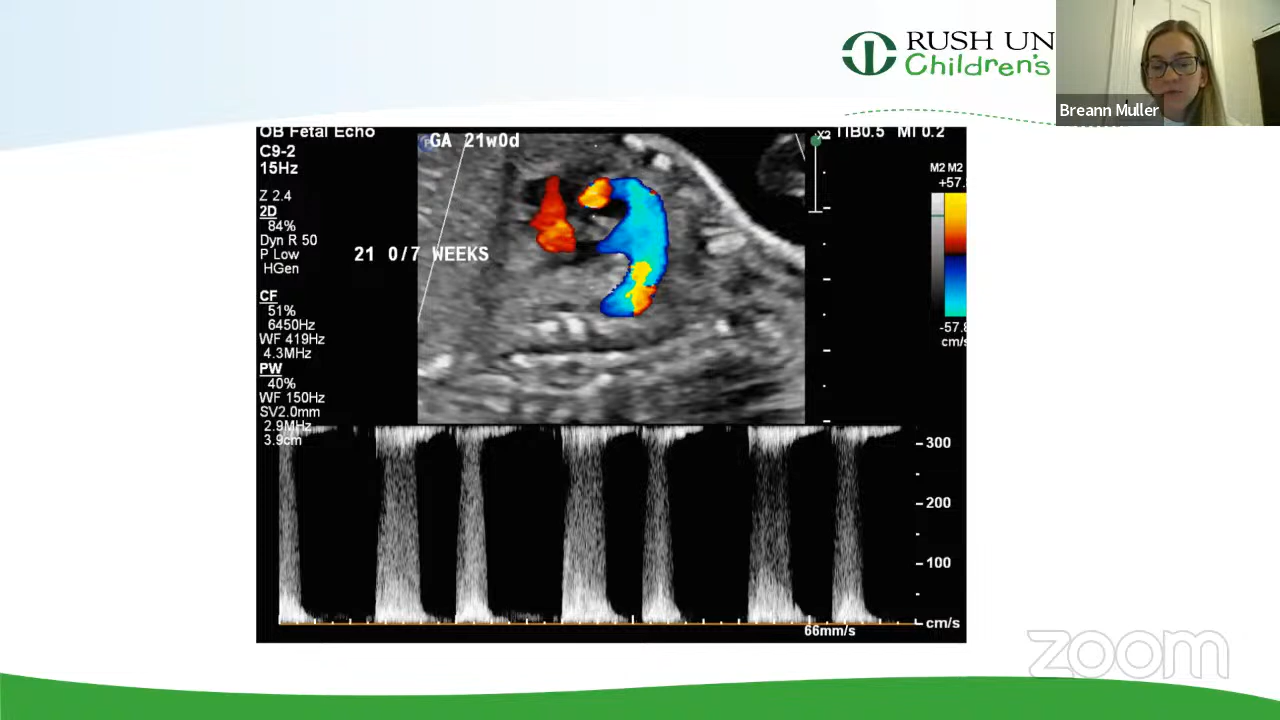 RUSH UN
Children's
Breann Muller
OB Fetal Echo
C9-2
15Hz
Z 2.4
2D
84%
Dyn R 50
P Low
HGen
CF
51%
6450Hz
WF 419Hz
4.3MHz
PW
40%
WF 150Hz
SV2.0mm
2.9MHz
3.9cm
GA 21w0d
21 0/7 WEEKS
X2 TIB0.5 MI 0.2
M2 M2
+57.
-57.8
cm/s
300
200
100
cm/s
66mm/s
zoom